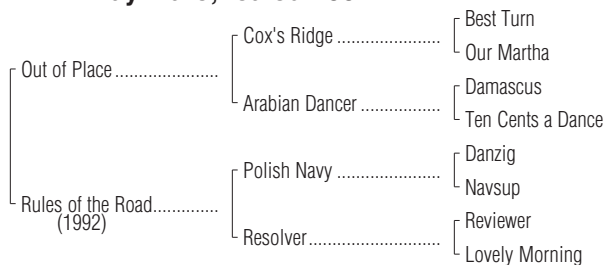 Best Turn
Cox's Ridge ....................
Our Martha
Out of Place ....................
Damascus
Arabian Dancer ................
Ten Cents a Dance
Danzig
Polish Navy ....................
Navsup
Rules of the Road.............
(1992)
Reviewer
Resolver.........................
Lovely Morning